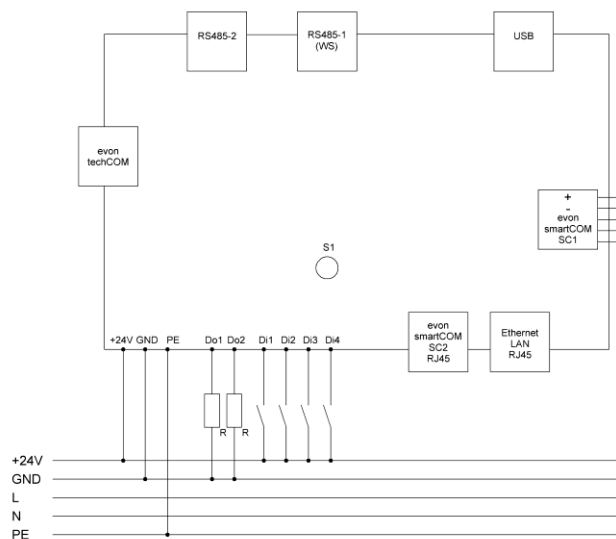 RS485-2
RS485-1
(WS)
USB
evon
techCOM
+
-
evon
smartCOM
SC1
S1
evon
smartCOM
SC2
RJ45
Ethernet
LAN
RJ45
+24V GND PE Do1 Do2 Di1 Di2 Di3 Di4
R R
+24V
GND
L
N
PE